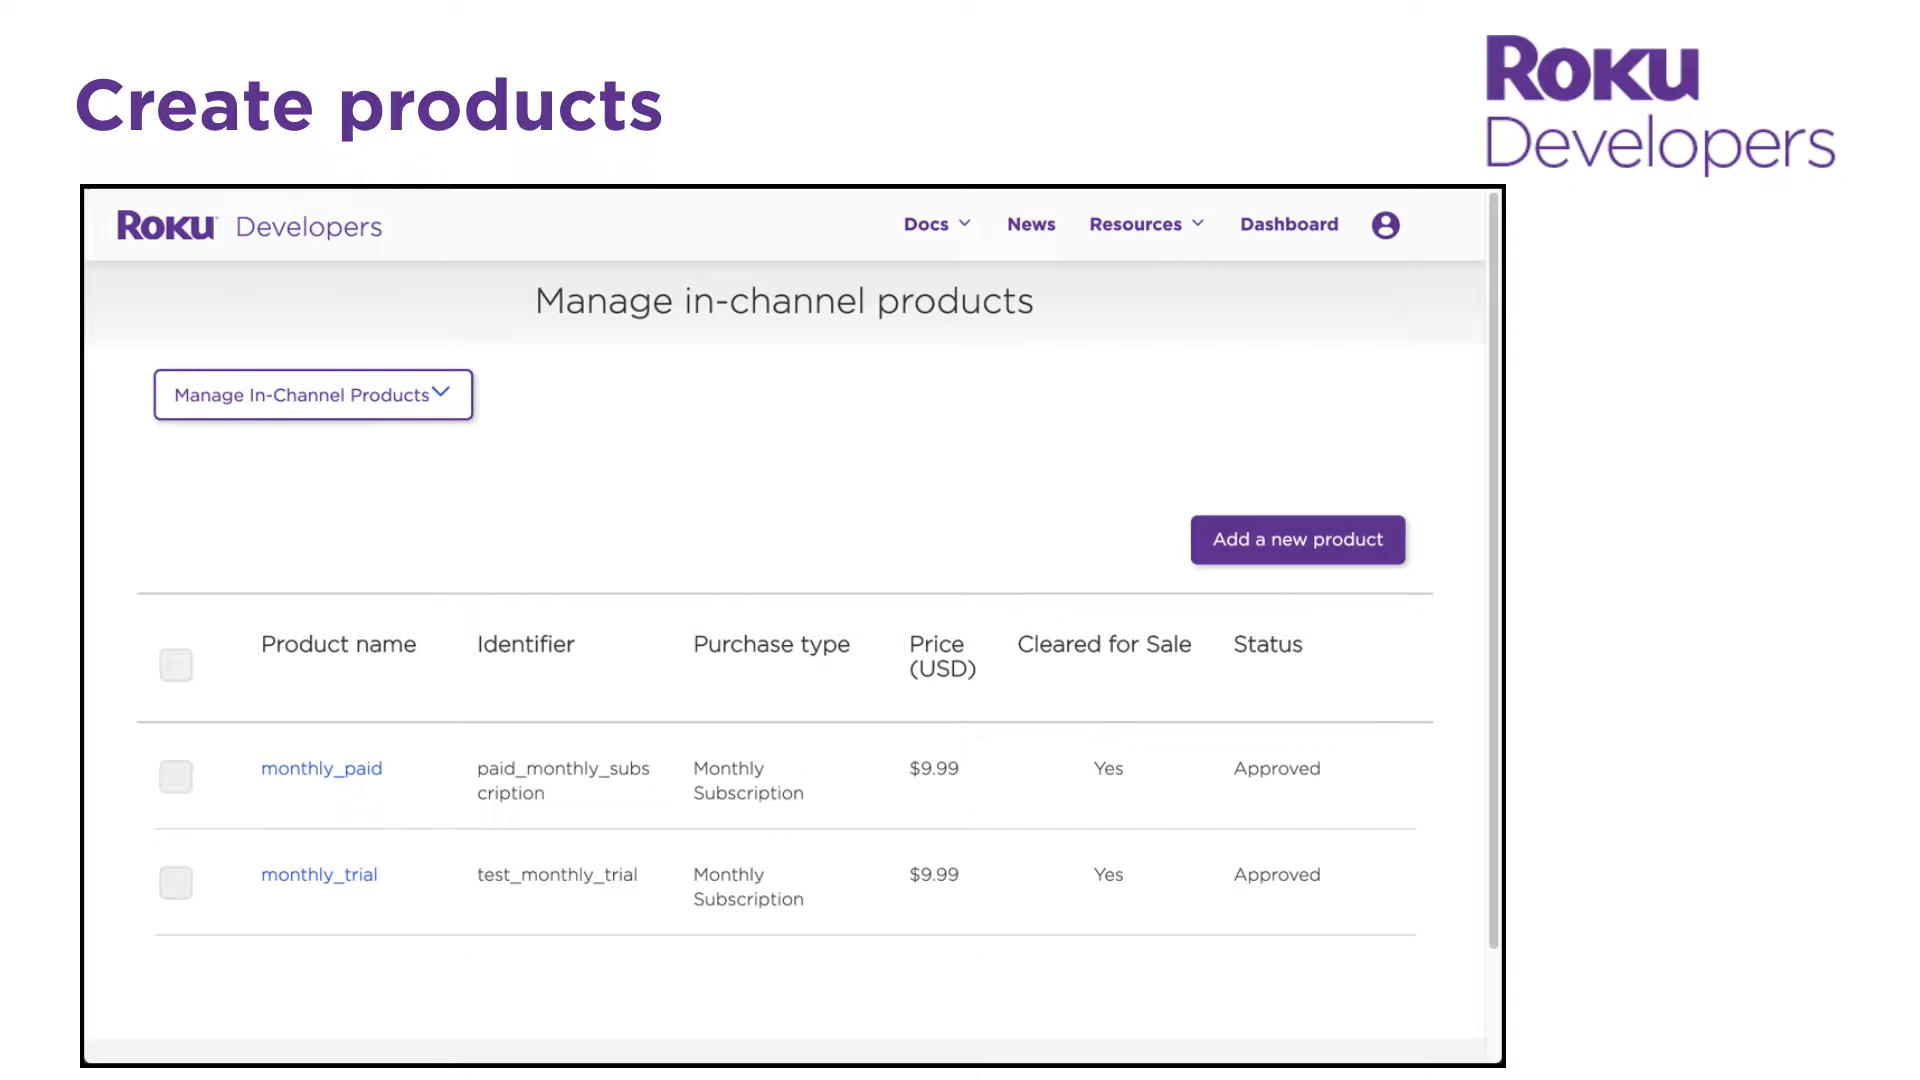 Create products
Roku
Developers
Roku Developers
Docs News Resources Dashboard
Manage in-channel products
Manage In-Channel Products
Add a new product
Product name Identifier Purchase type Price (USD) Cleared for Sale Status
monthly_paid paid_monthly_subs Monthly $9.99 Yes Approved
cription Subscription
monthly_trial test_monthly_trial Monthly $9.99 Yes Approved
Subscription